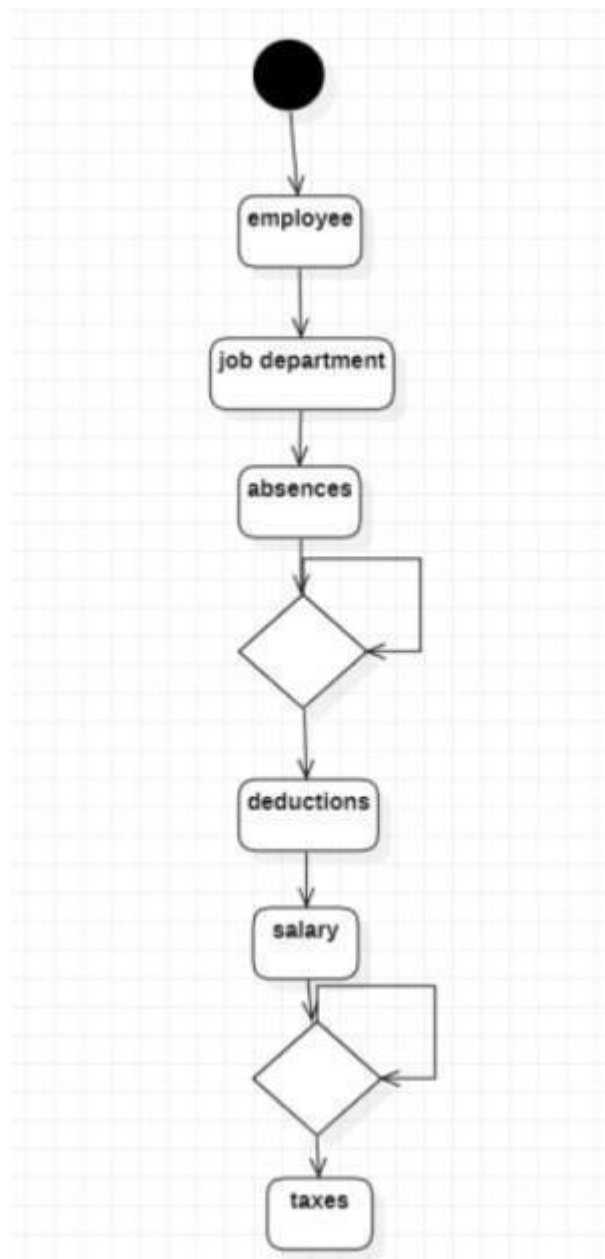 employee
job department
absences
deductions
salary
taxes